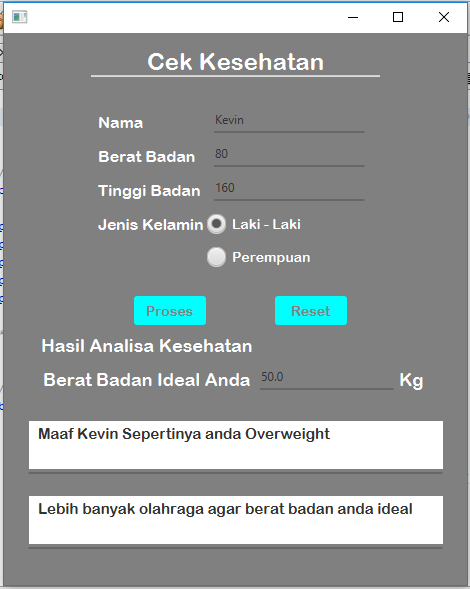 Cek Kesehatan
Nama Kevin
Berat Badan 80
Tinggi Badan 160
Jenis Kelamin Laki - Laki
Perempuan
Proses Reset
Hasil Analisa Kesehatan
Berat Badan Ideal Anda 50.0 Kg
Maaf Kevin Sepertinya anda Overweight
Lebih banyak olahraga agar berat badan anda ideal